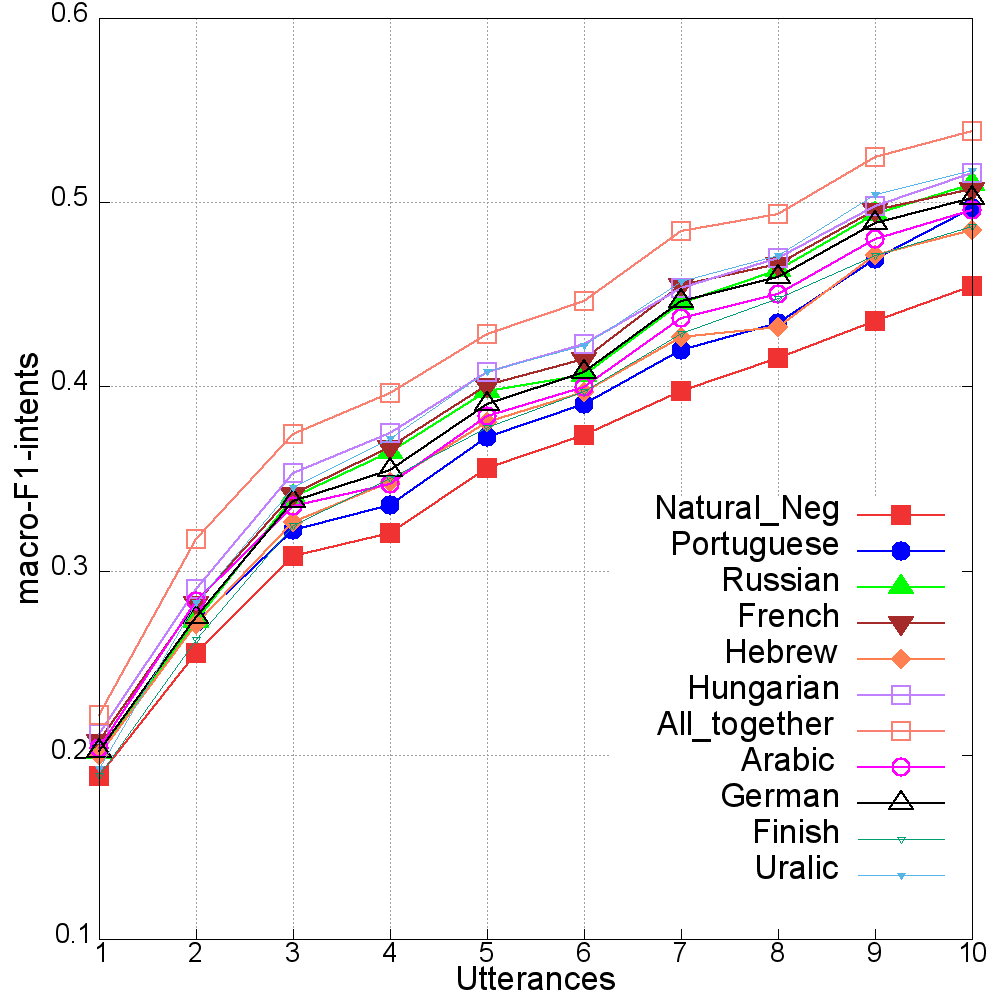 0.6
0.5
0.4
0.3
0.2
0.1
macro-F1-intents
Natural_Neg
Portuguese
Russian
French
Hebrew
Hungarian
All_together
Arabic
German
Finish
Uralic
1 2 3 4 5 6 7 8 9 10
Utterances